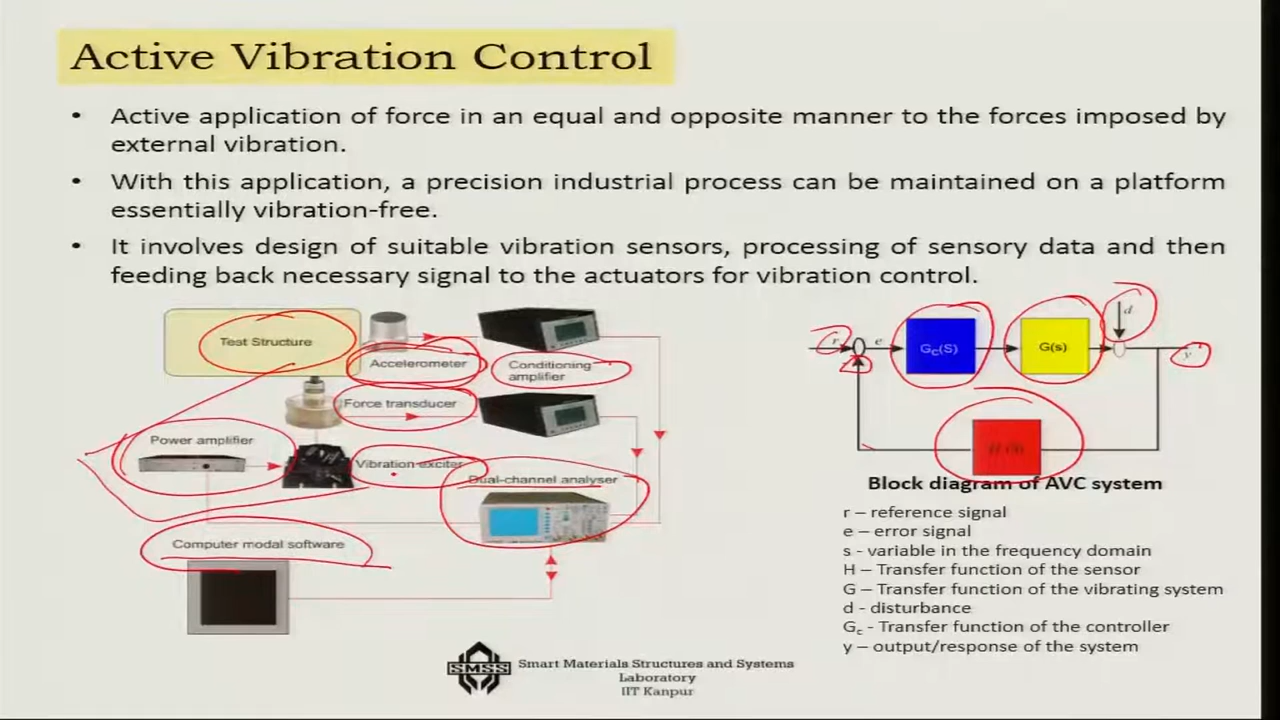 Active Vibration Control
• Active application of force in an equal and opposite manner to the forces imposed by
external vibration.
• With this application, a precision industrial process can be maintained on a platform
essentially vibration-free.
• It involves design of suitable vibration sensors, processing of sensory data and then
feeding back necessary signal to the actuators for vibration control.
Test Structure
Accelerometer
Conditioning
amplifier
Force transducer
Power amplifier
Vibration exciter
Dual-channel analyser
Computer modal software
r
e
G_C(S)
G(s)
d
y
Block diagram of AVC system
r – reference signal
e – error signal
s - variable in the frequency domain
H – Transfer function of the sensor
G – Transfer function of the vibrating system
d - disturbance
G_c - Transfer function of the controller
y – output/response of the system
SMSS
Smart Materials Structures and Systems
Laboratory
IIT Kanpur